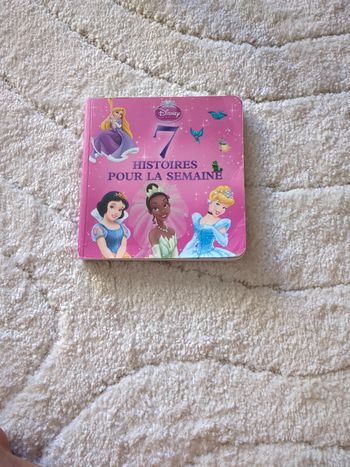 Disney
7
HISTOIRES
POUR LA SEMAINE